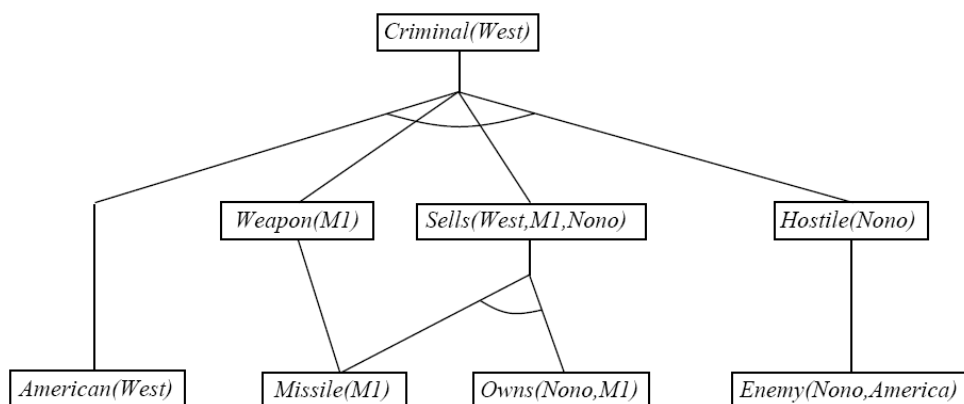 Criminal(West)
Weapon(M1)
Sells(West,M1,Nono)
Hostile(Nono)
American(West)
Missile(M1)
Owns(Nono,M1)
Enemy(Nono,America)